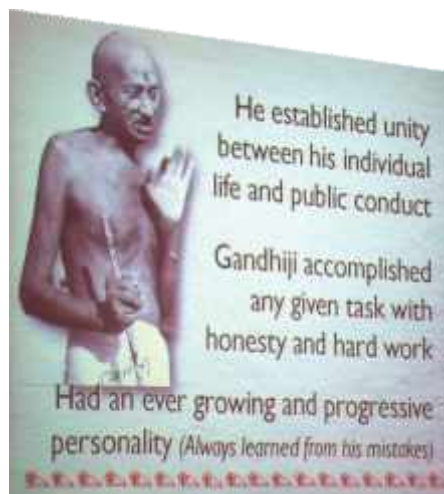 He established unity
between his individual
life and public conduct
Gandhiji accomplished
any given task with
honesty and hard work
Had an ever growing and progressive
personality (Always learned from his mistakes)